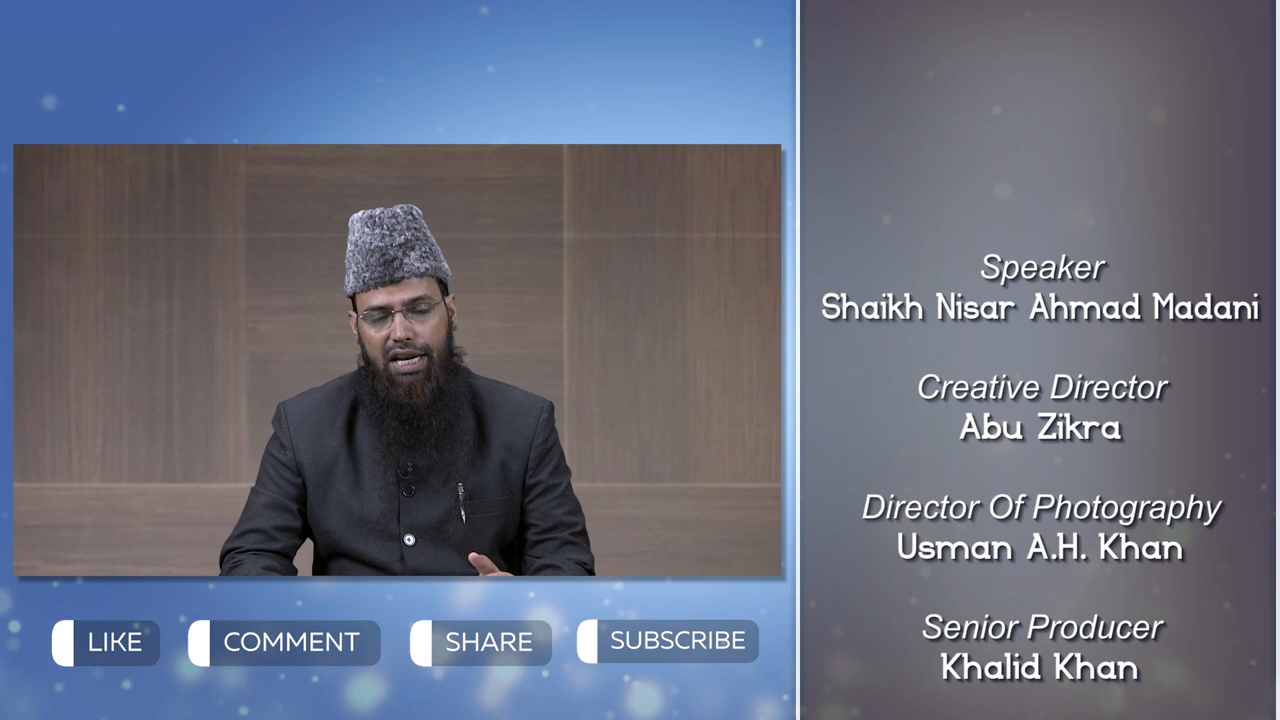 Speaker
Shaikh Nisar Ahmad Madani
Creative Director
Abu Zikra
Director Of Photography
Usman A.H. Khan
Senior Producer
Khalid Khan
LIKE
COMMENT
SHARE
SUBSCRIBE